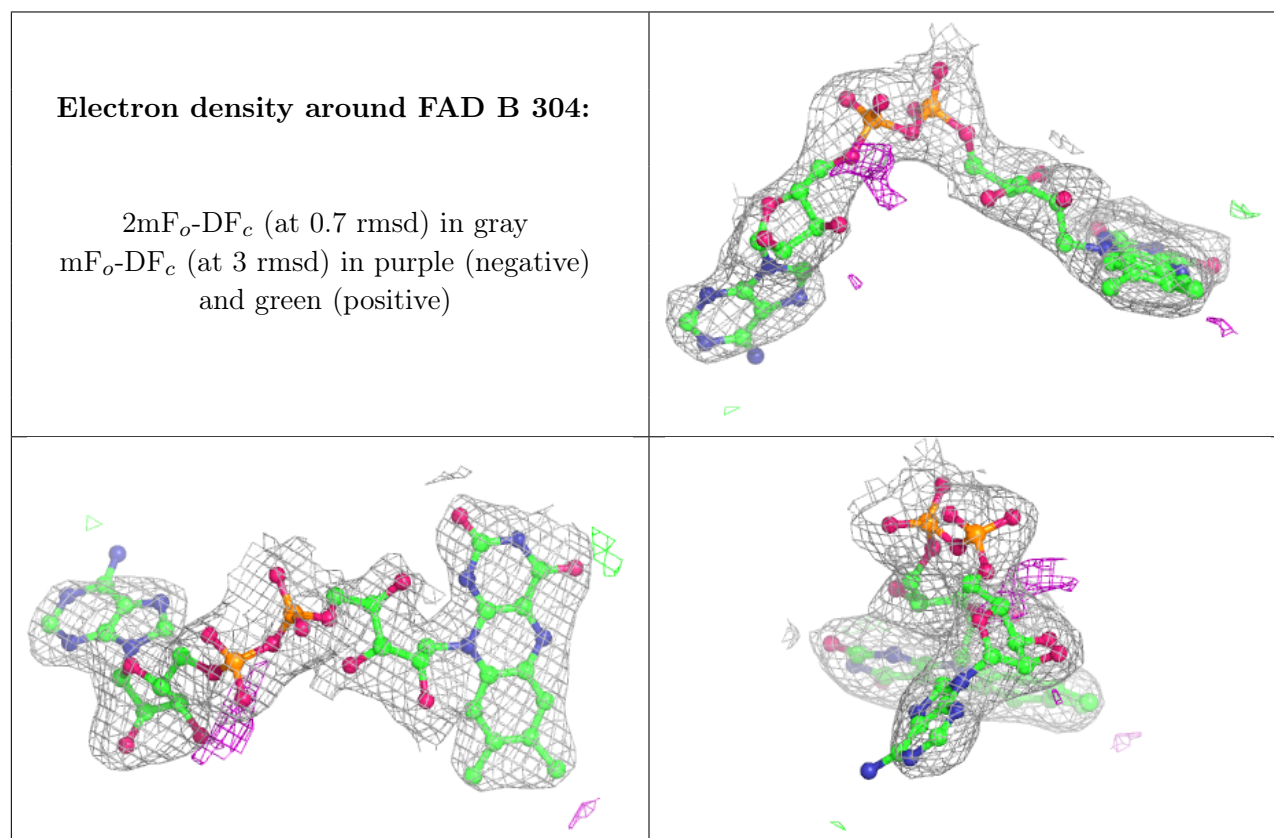 Electron density around FAD B 304:
2mFo-DFc (at 0.7 rmsd) in gray
mFo-DFc (at 3 rmsd) in purple (negative)
and green (positive)